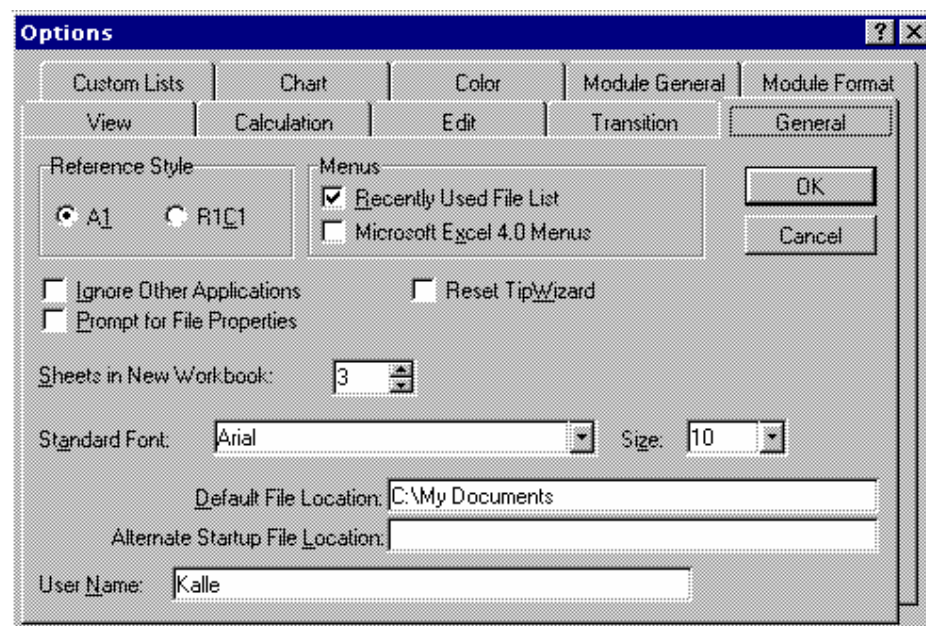 Options
Custom Lists Chart Color Module General Module Format
View Calculation Edit Transition General
Reference Style Menus
A1 R1C1 Recently Used File List OK
Microsoft Excel 4.0 Menus Cancel
Ignore Other Applications Reset TipWizard
Prompt for File Properties
Sheets in New Workbook: 3
Standard Font: Arial Size: 10
Default File Location: C:\My Documents
Alternate Startup File Location:
User Name: Kalle